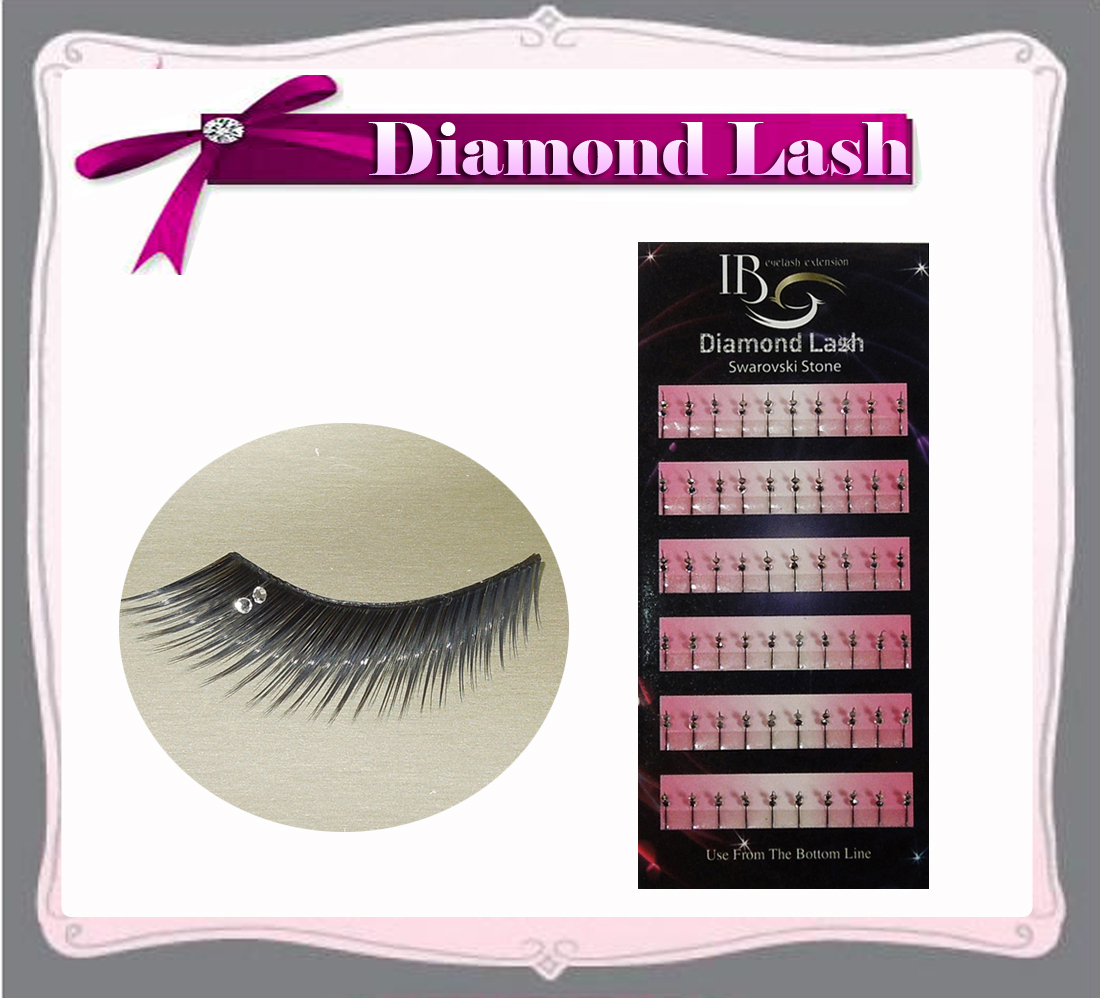 Diamond Lash
IB eyelash extension
Diamond Lash
Swarovski Stone
Use From The Bottom Line